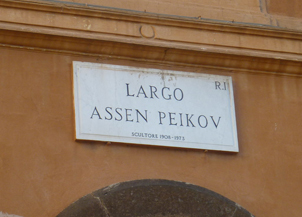 R.I
LARGO
ASSEN PEIKOV
SCULTORE 1908-1973